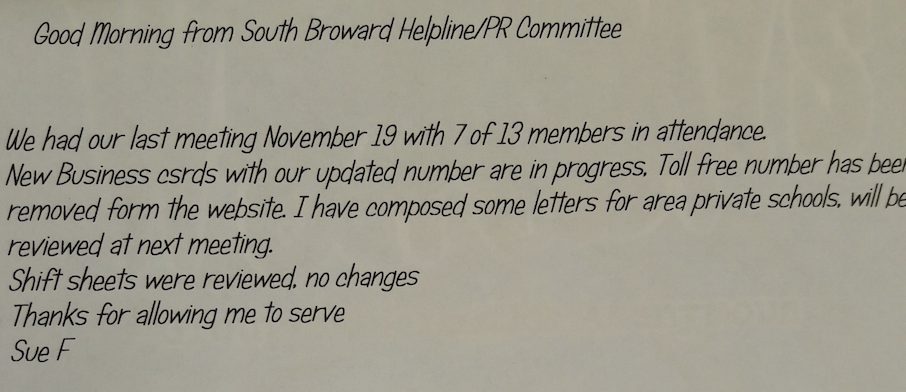 Good Morning from South Broward Helpline/PR Committee
We had our last meeting November 19 with 7 of 13 members in attendance.
New Business csrds with our updated number are in progress, Toll free number has been
removed form the website. I have composed some letters for area private schools, will be
reviewed at next meeting.
Shift sheets were reviewed, no changes
Thanks for allowing me to serve
Sue F